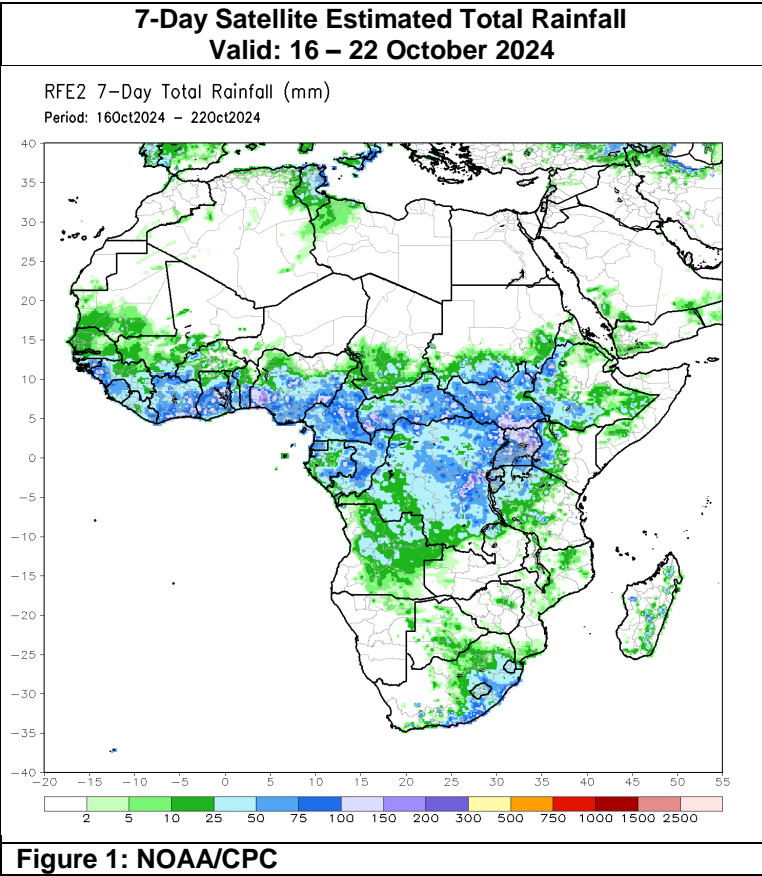 7-Day Satellite Estimated Total Rainfall
Valid: 16 – 22 October 2024
RFE2 7-Day Total Rainfall (mm)
Period: 16Oct2024 – 22Oct2024
40
35
30
25
20
15
10
5
0
−5
−10
−15
−20
−25
−30
−35
−40
−20 −15 −10 −5 0 5 10 15 20 25 30 35 40 45 50 55
2 5 10 25 50 75 100 150 200 300 500 750 1000 1500 2500
Figure 1: NOAA/CPC